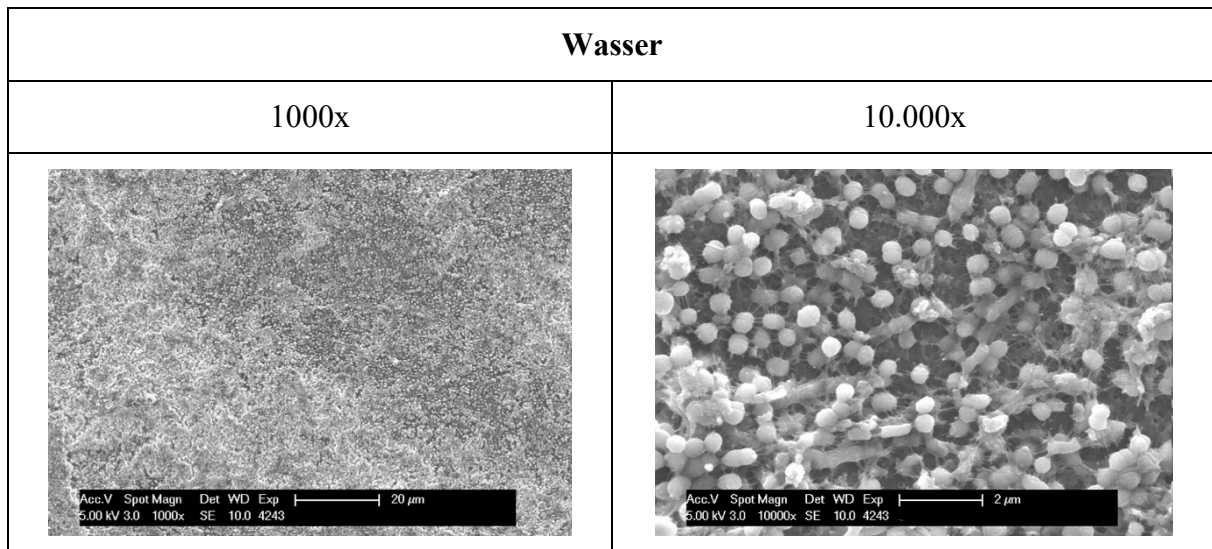 Wasser
1000x
10.000x
Acc.V Spot Magn Det WD Exp 20 µm
5.00 kV 3.0 1000x SE 10.0 4243
Acc.V Spot Magn Det WD Exp 2 µm
5.00 kV 3.0 10000x SE 10.0 4243